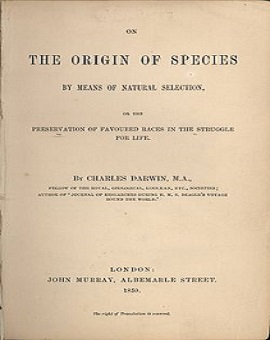 ON
THE ORIGIN OF SPECIES
BY MEANS OF NATURAL SELECTION,
OR THE
PRESERVATION OF FAVOURED RACES IN THE STRUGGLE
FOR LIFE.
BY CHARLES DARWIN, M.A.,
FELLOW OF THE ROYAL, GEOLOGICAL, LINNÆAN, ETC., SOCIETIES;
AUTHOR OF "JOURNAL OF RESEARCHES DURING H. M. S. BEAGLE'S VOYAGE
ROUND THE WORLD."
LONDON:
JOHN MURRAY, ALBEMARLE STREET.
1859.
The right of Translation is reserved.